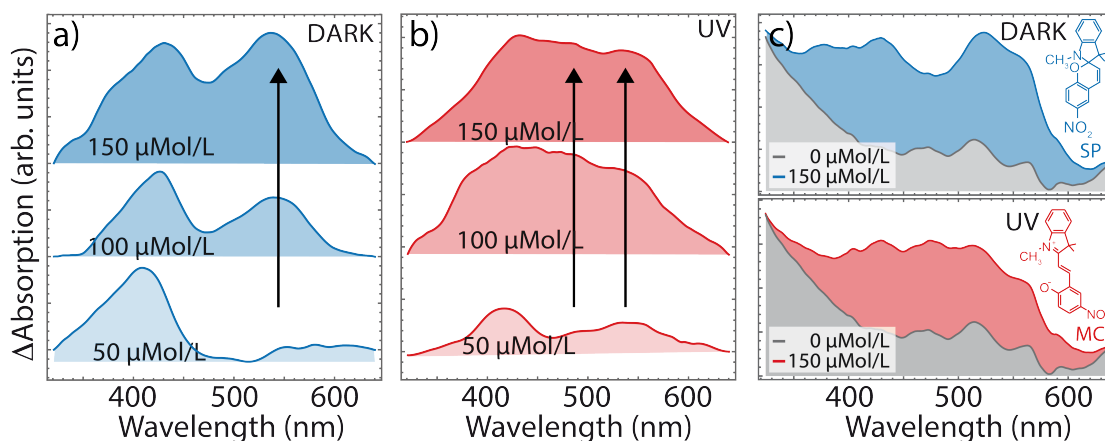 a) DARK
150 μMol/L
100 μMol/L
50 μMol/L
ΔAbsorption (arb. units)
400 500 600
Wavelength (nm)
b) UV
150 μMol/L
100 μMol/L
50 μMol/L
400 500 600
Wavelength (nm)
c) DARK
N
CH₃
O
NO₂
SP
0 μMol/L
150 μMol/L
UV
N
CH₃
O⁻
NO
MC
0 μMol/L
150 μMol/L
400 500 600
Wavelength (nm)